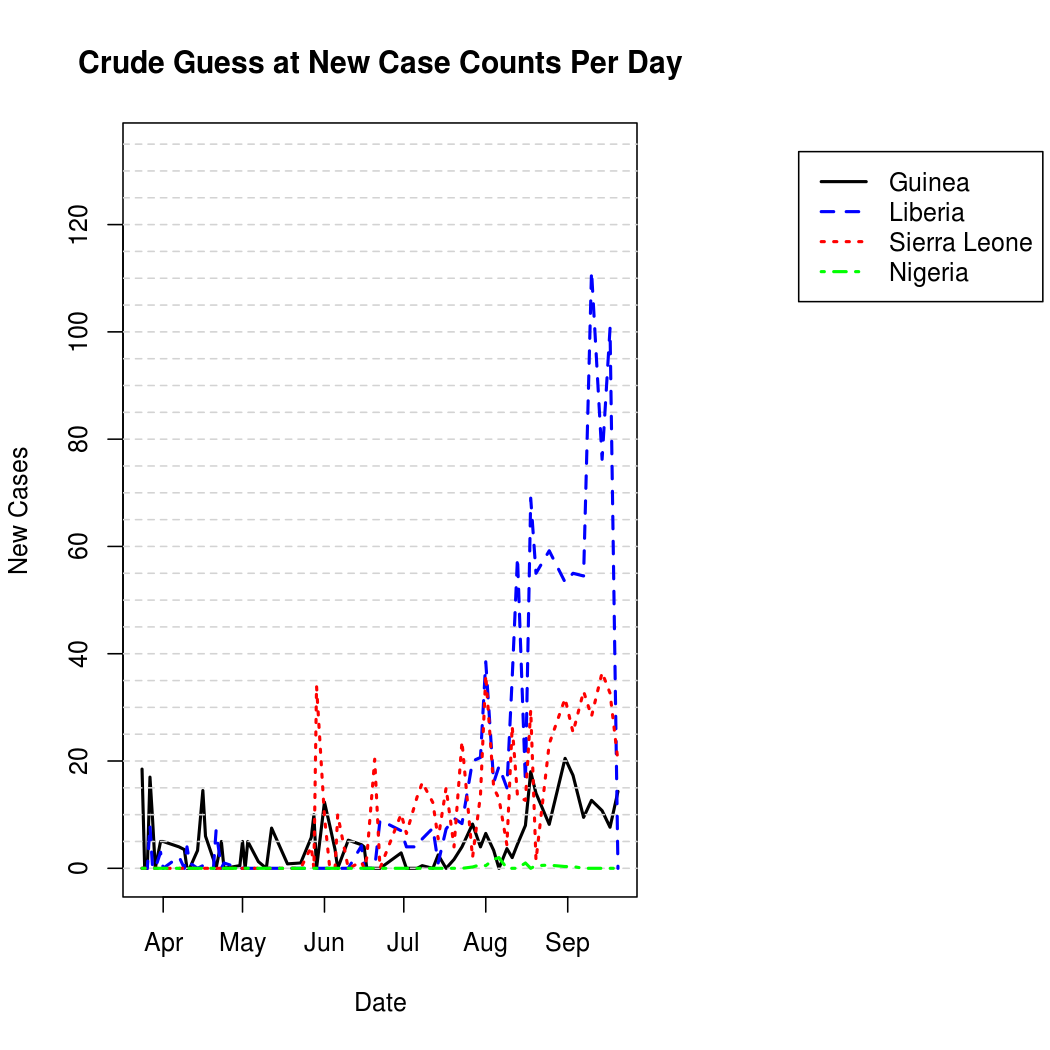 Crude Guess at New Case Counts Per Day
Guinea
Liberia
Sierra Leone
Nigeria
New Cases
120
100
80
60
40
20
0
Apr May Jun Jul Aug Sep
Date